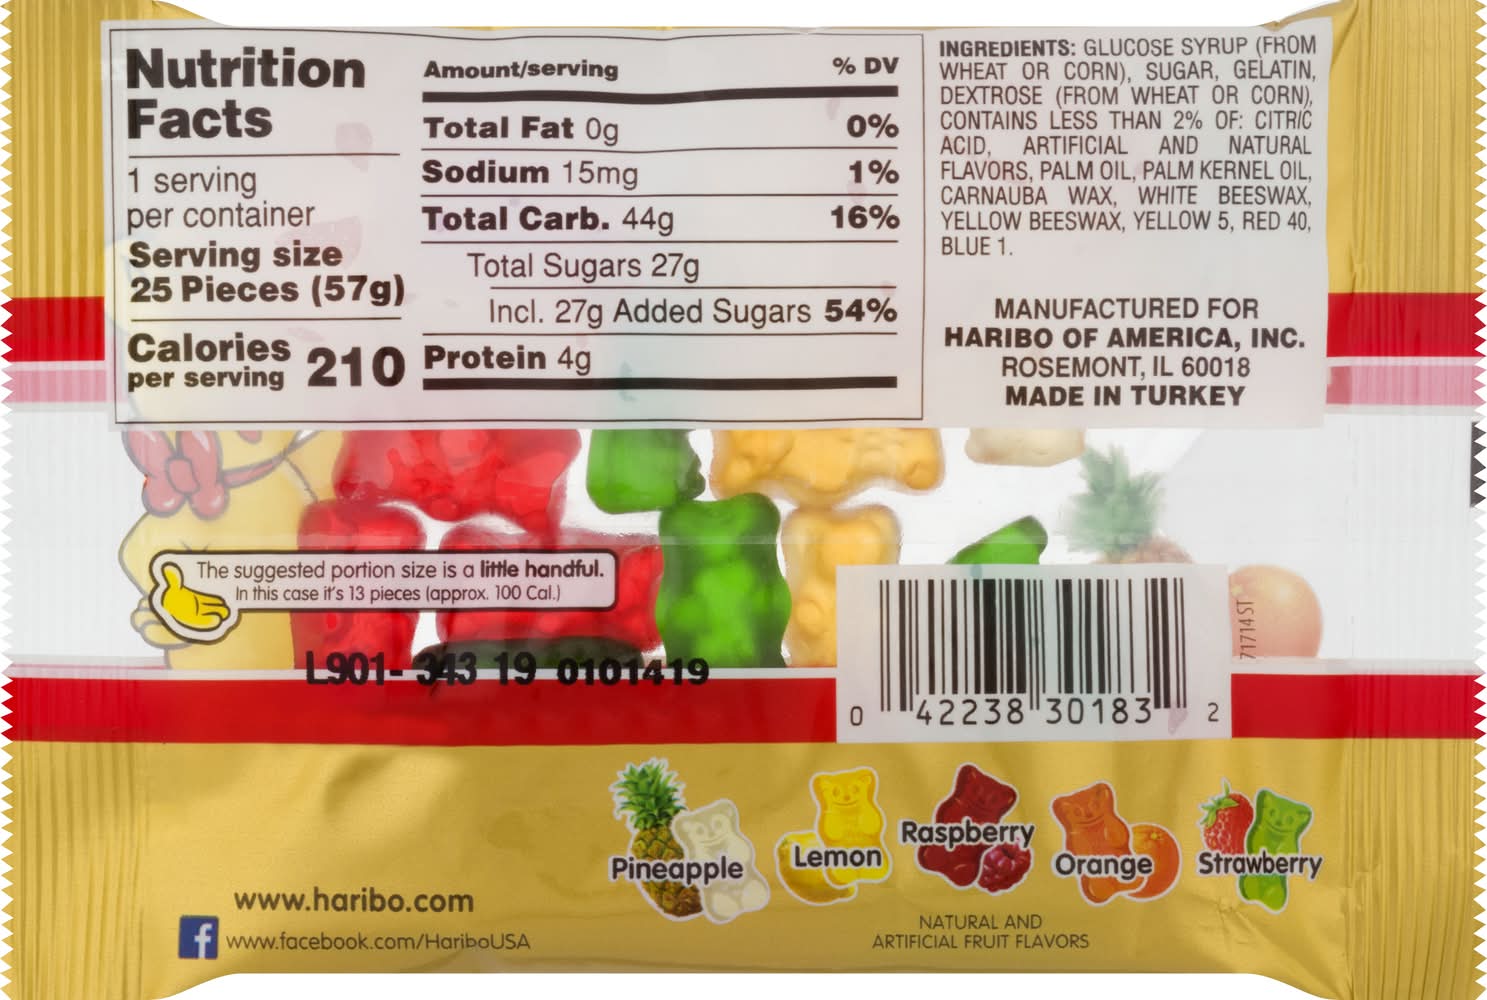 Nutrition
Facts
1 serving
per container
Serving size
25 Pieces (57g)
Calories
per serving
210
Amount/serving % DV
Total Fat 0g 0%
Sodium 15mg 1%
Total Carb. 44g 16%
Total Sugars 27g
Incl. 27g Added Sugars 54%
Protein 4g
INGREDIENTS: GLUCOSE SYRUP (FROM
WHEAT OR CORN), SUGAR, GELATIN,
DEXTROSE (FROM WHEAT OR CORN),
CONTAINS LESS THAN 2% OF: CITRIC
ACID, ARTIFICIAL AND NATURAL
FLAVORS, PALM OIL, PALM KERNEL OIL,
CARNAUBA WAX, WHITE BEESWAX,
YELLOW BEESWAX, YELLOW 5, RED 40,
BLUE 1.
MANUFACTURED FOR
HARIBO OF AMERICA, INC.
ROSEMONT, IL 60018
MADE IN TURKEY
The suggested portion size is a little handful.
In this case it's 13 pieces (approx. 100 Cal.)
L901- 343 19 0101419
71714ST
0 42238 30183 2
Pineapple
Lemon
Raspberry
Orange
Strawberry
NATURAL AND
ARTIFICIAL FRUIT FLAVORS
www.haribo.com
f www.facebook.com/HariboUSA